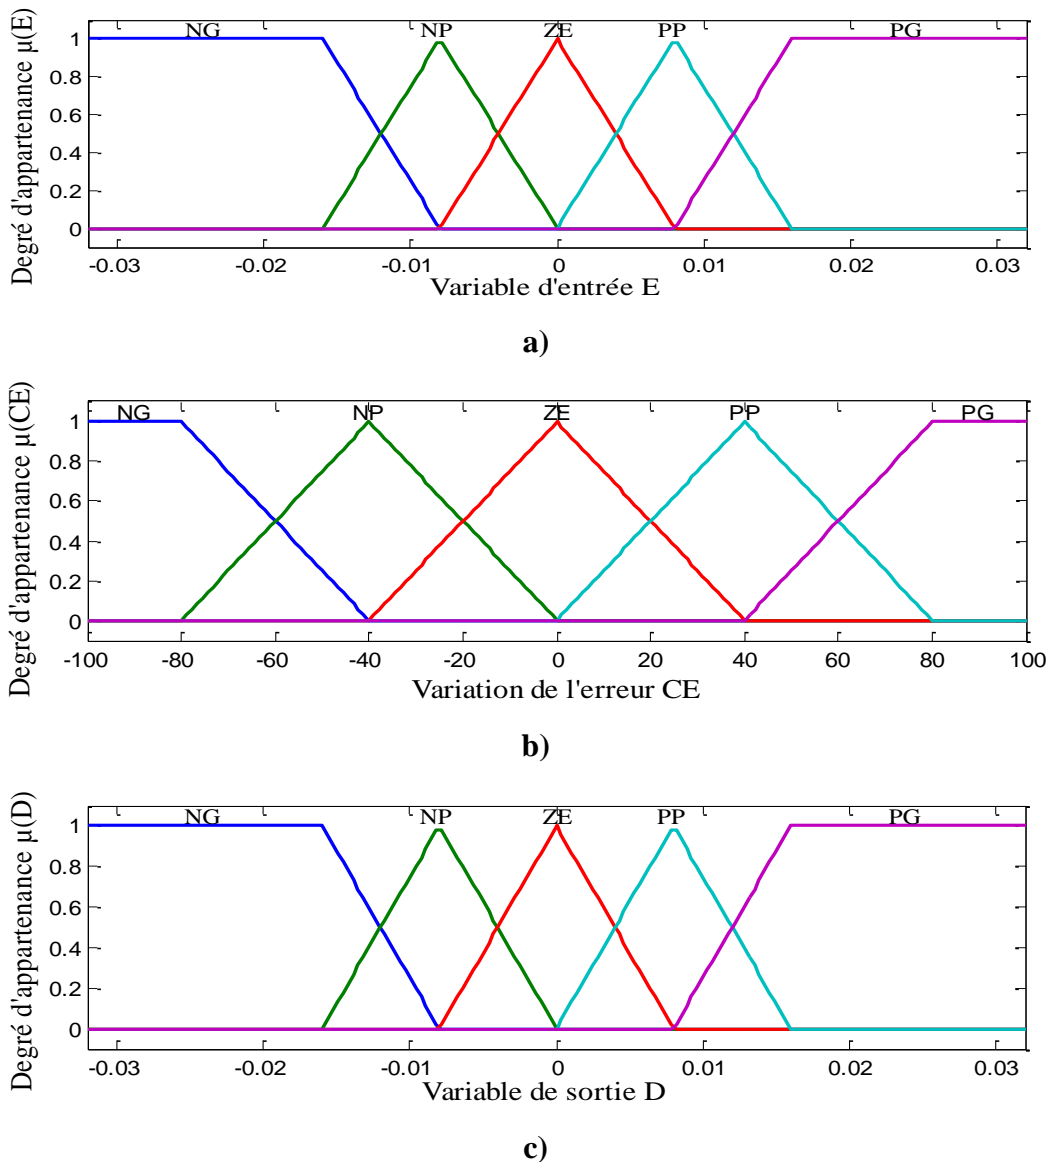 NG NP ZE PP PG
Degré d'appartenance µ(E)
1
0.8
0.6
0.4
0.2
0
-0.03 -0.02 -0.01 0 0.01 0.02 0.03
Variable d'entrée E
a)
NG NP ZE PP PG
Degré d'appartenance µ(CE)
1
0.8
0.6
0.4
0.2
0
-100 -80 -60 -40 -20 0 20 40 60 80 100
Variation de l'erreur CE
b)
NG NP ZE PP PG
Degré d'appartenance µ(D)
1
0.8
0.6
0.4
0.2
0
-0.03 -0.02 -0.01 0 0.01 0.02 0.03
Variable de sortie D
c)